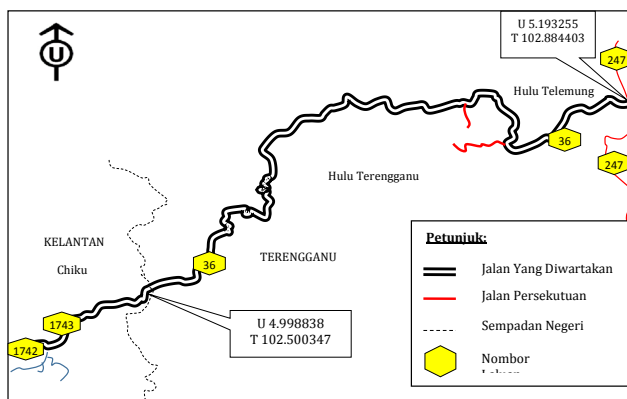 U 5.193255
T 102.884403
247
U
Hulu Telemung
36
247
Hulu Terengganu
KELANTAN
Chiku
36
TERENGGANU
U 4.998838
T 102.500347
1743
1742
Petunjuk:
Jalan Yang Diwartakan
Jalan Persekutuan
Sempadan Negeri
Nombor